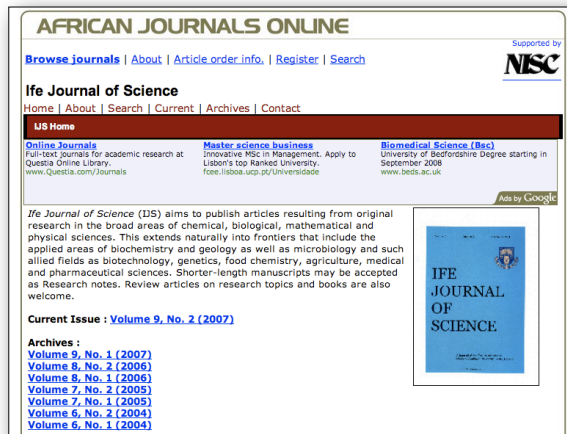 AFRICAN JOURNALS ONLINE
Supported by
Browse journals | About | Article order info. | Register | Search
NISC
Ife Journal of Science
Home | About | Search | Current | Archives | Contact
IJS Home
Online Journals
Full-text journals for academic research at
Questia Online Library.
www.Questia.com/Journals
Master science business
Innovative MSc in Management. Apply to
Lisbon's top Ranked University.
fcee.lisboa.ucp.pt/Universidade
Biomedical Science (Bsc)
University of Bedfordshire Degree starting in
September 2008
www.beds.ac.uk
Ads by Google
Ife Journal of Science (IJS) aims to publish articles resulting from original
research in the broad areas of chemical, biological, mathematical and
physical sciences. This extends naturally into frontiers that include the
applied areas of biochemistry and geology as well as microbiology and such
allied fields as biotechnology, genetics, food chemistry, agriculture, medical
and pharmaceutical sciences. Shorter-length manuscripts may be accepted
as Research notes. Review articles on research topics and books are also
welcome.
IFE
JOURNAL
OF
SCIENCE
Current Issue : Volume 9, No. 2 (2007)
Archives :
Volume 9, No. 1 (2007)
Volume 8, No. 2 (2006)
Volume 8, No. 1 (2006)
Volume 7, No. 2 (2005)
Volume 7, No. 1 (2005)
Volume 6, No. 2 (2004)
Volume 6, No. 1 (2004)